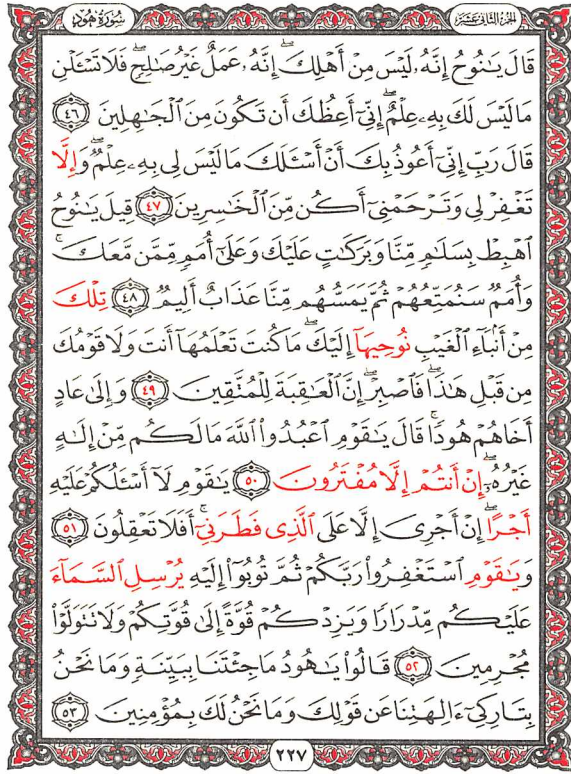 سُورَةُ هُود
الجزء الثاني عشر
قَالَ يَٰنُوحُ إِنَّهُۥ لَيْسَ مِنْ أَهْلِكَ ۖ إِنَّهُۥ عَمَلٌ غَيْرُ صَٰلِحٍ ۖ فَلَا تَسْـَٔلْنِ
مَا لَيْسَ لَكَ بِهِۦ عِلْمٌ ۖ إِنِّىٓ أَعِظُكَ أَن تَكُونَ مِنَ ٱلْجَٰهِلِينَ ٤٦
قَالَ رَبِّ إِنِّىٓ أَعُوذُ بِكَ أَنْ أَسْـَٔلَكَ مَا لَيْسَ لِى بِهِۦ عِلْمٌ ۖ وَإِلَّا
تَغْفِرْ لِى وَتَرْحَمْنِىٓ أَكُن مِّنَ ٱلْخَٰسِرِينَ ٤٧ قِيلَ يَٰنُوحُ
ٱهْبِطْ بِسَلَٰمٍ مِّنَّا وَبَرَكَٰتٍ عَلَيْكَ وَعَلَىٰٓ أُمَمٍ مِّمَّن مَّعَكَ ۚ
وَأُمَمٌ سَنُمَتِّعُهُمْ ثُمَّ يَمَسُّهُم مِّنَّا عَذَابٌ أَلِيمٌ ٤٨ تِلْكَ
مِنْ أَنۢبَآءِ ٱلْغَيْبِ نُوحِيهَآ إِلَيْكَ ۖ مَا كُنتَ تَعْلَمُهَآ أَنتَ وَلَا قَوْمُكَ
مِن قَبْلِ هَٰذَا ۖ فَٱصْبِرْ ۖ إِنَّ ٱلْعَٰقِبَةَ لِلْمُتَّقِينَ ٤٩ وَإِلَىٰ عَادٍ
أَخَاهُمْ هُودًا ۚ قَالَ يَٰقَوْمِ ٱعْبُدُوا۟ ٱللَّهَ مَا لَكُم مِّنْ إِلَٰهٍ
غَيْرُهُۥٓ ۖ إِنْ أَنتُمْ إِلَّا مُفْتَرُونَ ٥٠ يَٰقَوْمِ لَآ أَسْـَٔلُكُمْ عَلَيْهِ
أَجْرًا ۖ إِنْ أَجْرِىَ إِلَّا عَلَى ٱلَّذِى فَطَرَنِىٓ ۚ أَفَلَا تَعْقِلُونَ ٥١
وَيَٰقَوْمِ ٱسْتَغْفِرُوا۟ رَبَّكُمْ ثُمَّ تُوبُوٓا۟ إِلَيْهِ يُرْسِلِ ٱلسَّمَآءَ
عَلَيْكُم مِّدْرَارًا وَيَزِدْكُمْ قُوَّةً إِلَىٰ قُوَّتِكُمْ وَلَا تَتَوَلَّوْا۟
مُجْرِمِينَ ٥٢ قَالُوا۟ يَٰهُودُ مَا جِئْتَنَا بِبَيِّنَةٍ وَمَا نَحْنُ
بِتَارِكِىٓ ءَالِهَتِنَا عَن قَوْلِكَ وَمَا نَحْنُ لَكَ بِمُؤْمِنِينَ ٥٣
٢٢٧